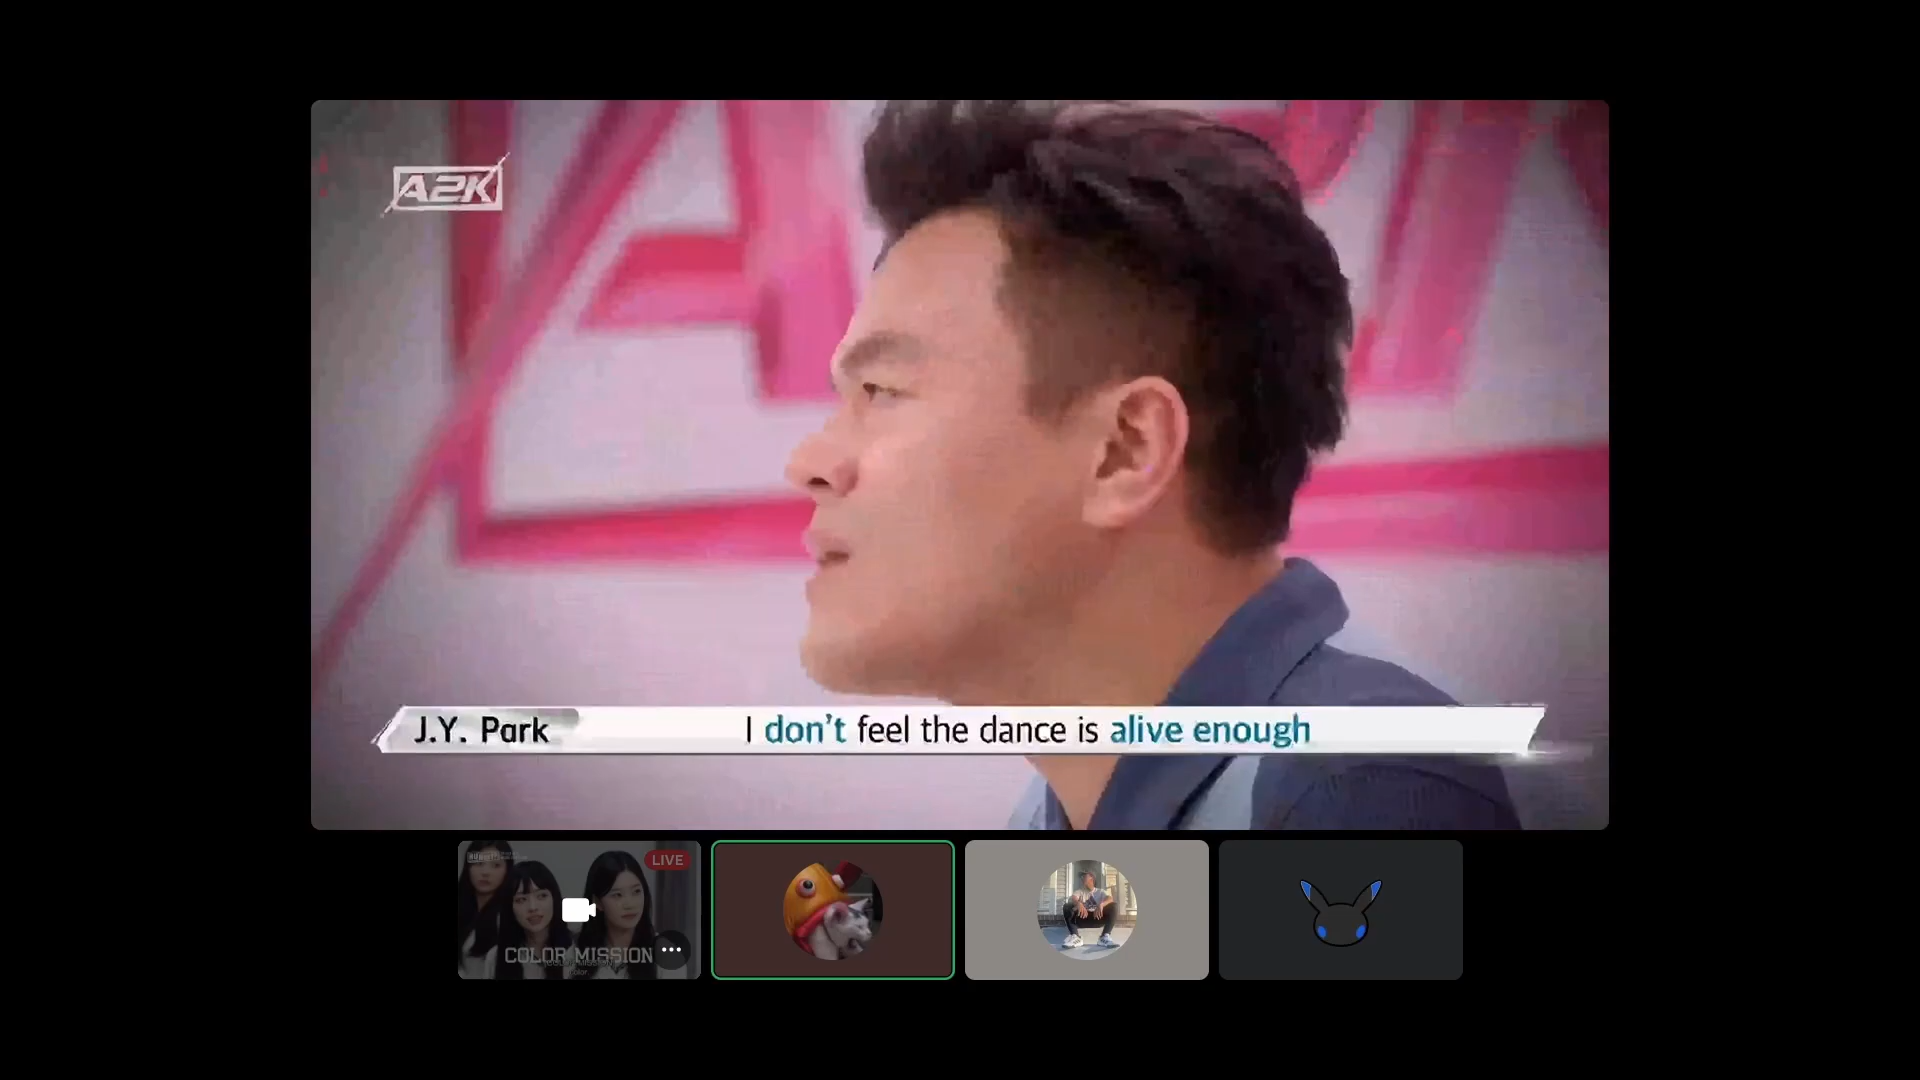 A2K
J.Y. Park I don't feel the dance is alive enough
LIVE
COLOR MISSION